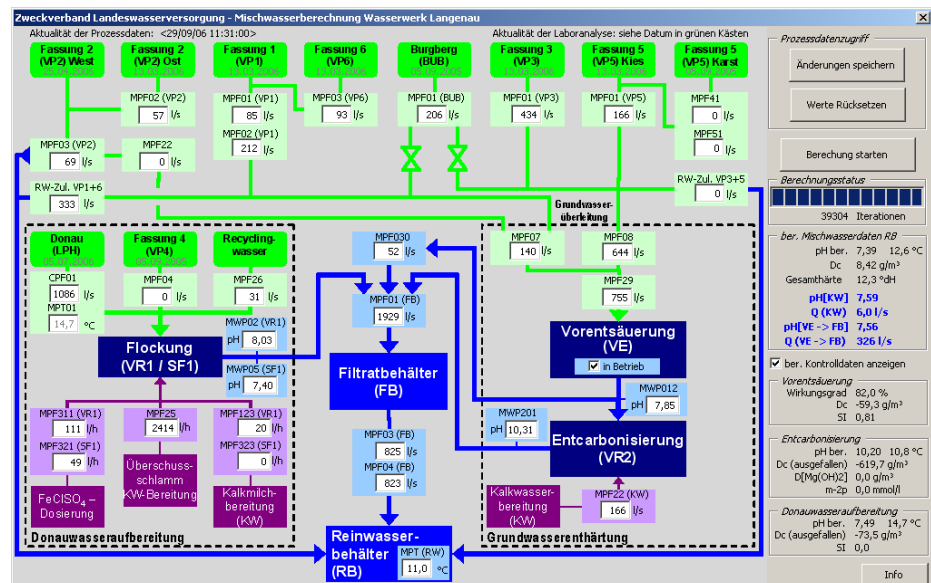 Zweckverband Landeswasserversorgung - Mischwasserberechnung Wasserwerk Langenau
Aktualität der Prozessdaten: <29/09/06 11:31:00>
Aktualität der Laboranalyse: siehe Datum in grünen Kästen
Fassung 2
(VP2) West
Fassung 2
(VP2) Ost
Fassung 1
(VP1)
Fassung 6
(VP6)
Burgberg
(BUB)
Fassung 3
(VP3)
Fassung 5
(VP5) Kies
Fassung 5
(VP5) Karst
MPF02 (VP2)
57 l/s
MPF01 (VP1)
85 l/s
MPF03 (VP6)
93 l/s
MPF01 (BUB)
206 l/s
MPF01 (VP3)
434 l/s
MPF01 (VP5)
166 l/s
MPF41
0 l/s
MPF02 (VP1)
212 l/s
MPF51
0 l/s
MPF03 (VP2)
69 l/s
MPF22
0 l/s
RW-Zul. VP1+6
333 l/s
RW-Zul. VP3+5
0 l/s
Grundwasser-
überleitung
Donau
(LPH)
Fassung 4
(VP4)
Recycling-
wasser
CPF01
1086 l/s
MPT01
14,7 °C
MPF04
0 l/s
MPF26
31 l/s
MPF030
52 l/s
MPF01 (FB)
1929 l/s
MPF07
140 l/s
MPF08
644 l/s
MPF29
755 l/s
Flockung
(VR1 / SF1)
MWP02 (VR1)
pH 8,03
MWP05 (SF1)
pH 7,40
Filtratbehälter
(FB)
Vorentsäuerung
(VE)
in Betrieb
MWP012
pH 7,85
MWP201
pH 10,31
Entcarbonisierung
(VR2)
MPF311 (VR1)
111 l/h
MPF321 (SF1)
49 l/h
MPF25
2414 l/h
MPF123 (VR1)
20 l/h
MPF323 (SF1)
0 l/h
FeClSO₄ –
Dosierung
Überschuss-
schlamm
KW-Bereitung
Kalkmilch-
bereitung
(KW)
MPF03 (FB)
825 l/s
MPF04 (FB)
823 l/s
Kalkwasser-
bereitung
(KW)
MPF22 (KW)
166 l/s
Donauwasseraufbereitung
Reinwasser-
behälter
(RB)
MPT (RW)
11,0 °C
Grundwasserenthärtung
Prozessdatenzugriff
Änderungen speichern
Werte Rücksetzen
Berechung starten
Berechnungsstatus
39304 Iterationen
ber. Mischwasserdaten RB
pH ber. 7,39 12,6 °C
Dc 8,42 g/m³
Gesamthärte 12,3 °dH
pH[KW] 7,59
Q (KW) 6,0 l/s
pH[VE -> FB] 7,56
Q (VE -> FB) 326 l/s
ber. Kontrolldaten anzeigen
Vorentsäuerung
Wirkungsgrad 82,0 %
Dc -59,3 g/m³
SI 0,81
Entcarbonisierung
pH ber. 10,20 10,8 °C
Dc (ausgefallen) -619,7 g/m³
D[Mg(OH)2] 0,0 g/m³
m-2p 0,0 mmol/l
Donauwasseraufbereitung
pH ber. 7,49 14,7 °C
Dc (ausgefallen) -73,5 g/m³
SI 0,0
Info